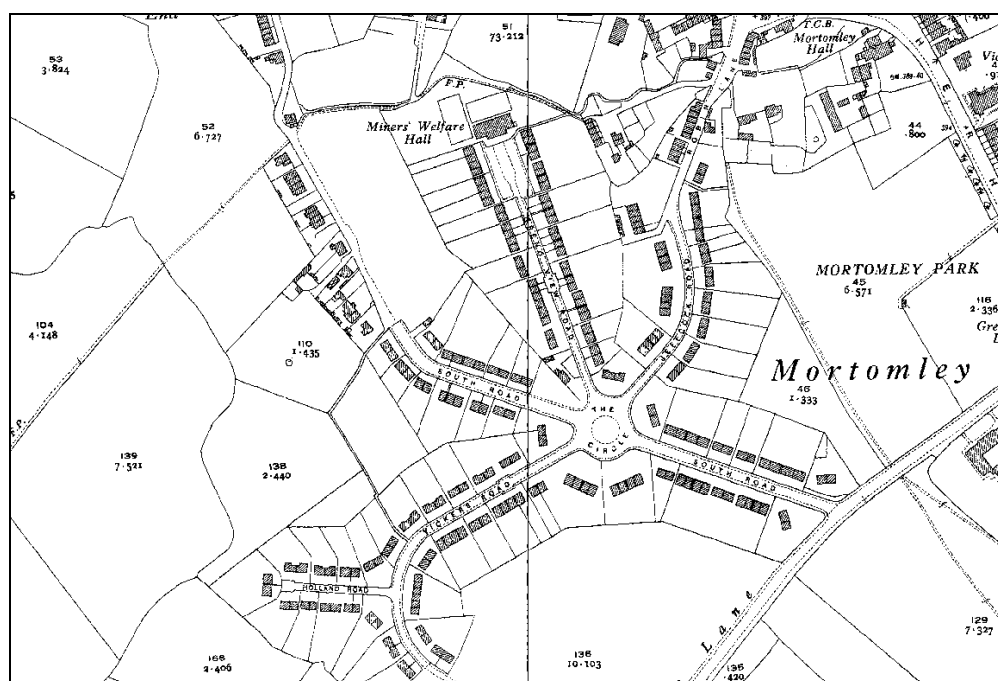 53
3·824
51
73·212
T.C.B.
Mortomley
Hall
52
6·727
F.P.
Miners' Welfare
Hall
44
·800
MORTOMLEY PARK
45
6·571
116
2·336
104
4·148
110
1·435
Mortomley
46
1·333
SOUTH ROAD
THE
CIRCLE
SOUTH ROAD
139
7·521
138
2·440
VICKERS ROAD
HOLLAND ROAD
F.P.
166
2·406
136
10·103
Lane
135
·420
129
7·327